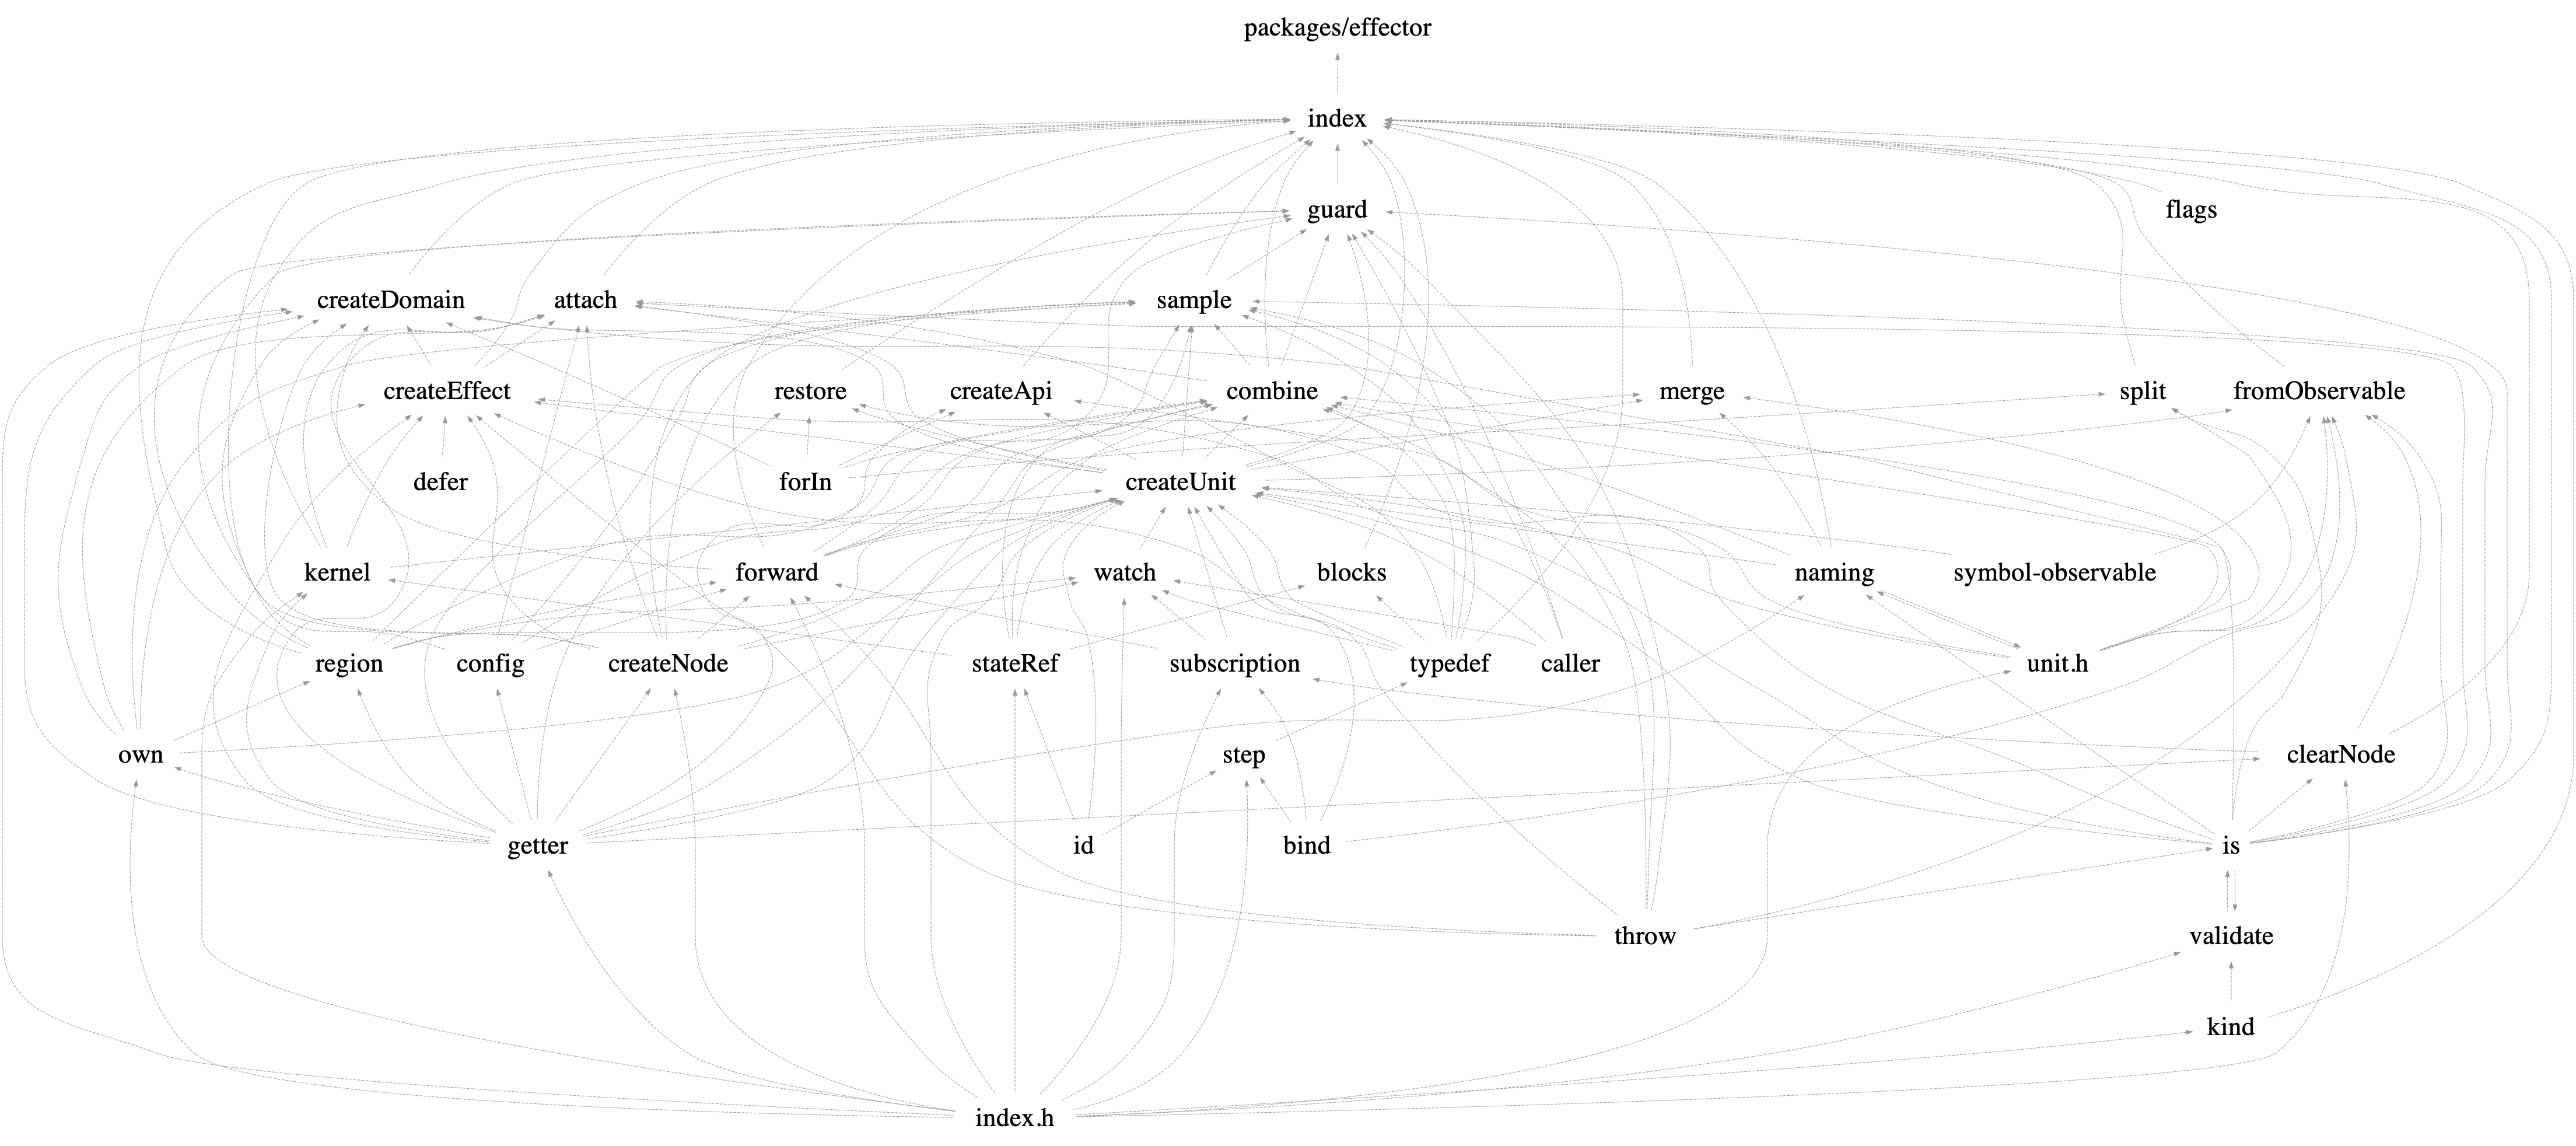 packages/effector
index
guard
flags
createDomain
attach
sample
createEffect
restore
createApi
combine
merge
split
fromObservable
defer
forIn
createUnit
kernel
forward
watch
blocks
naming
symbol-observable
region
config
createNode
stateRef
subscription
typedef
caller
unit.h
own
step
clearNode
getter
id
bind
is
throw
validate
kind
index.h